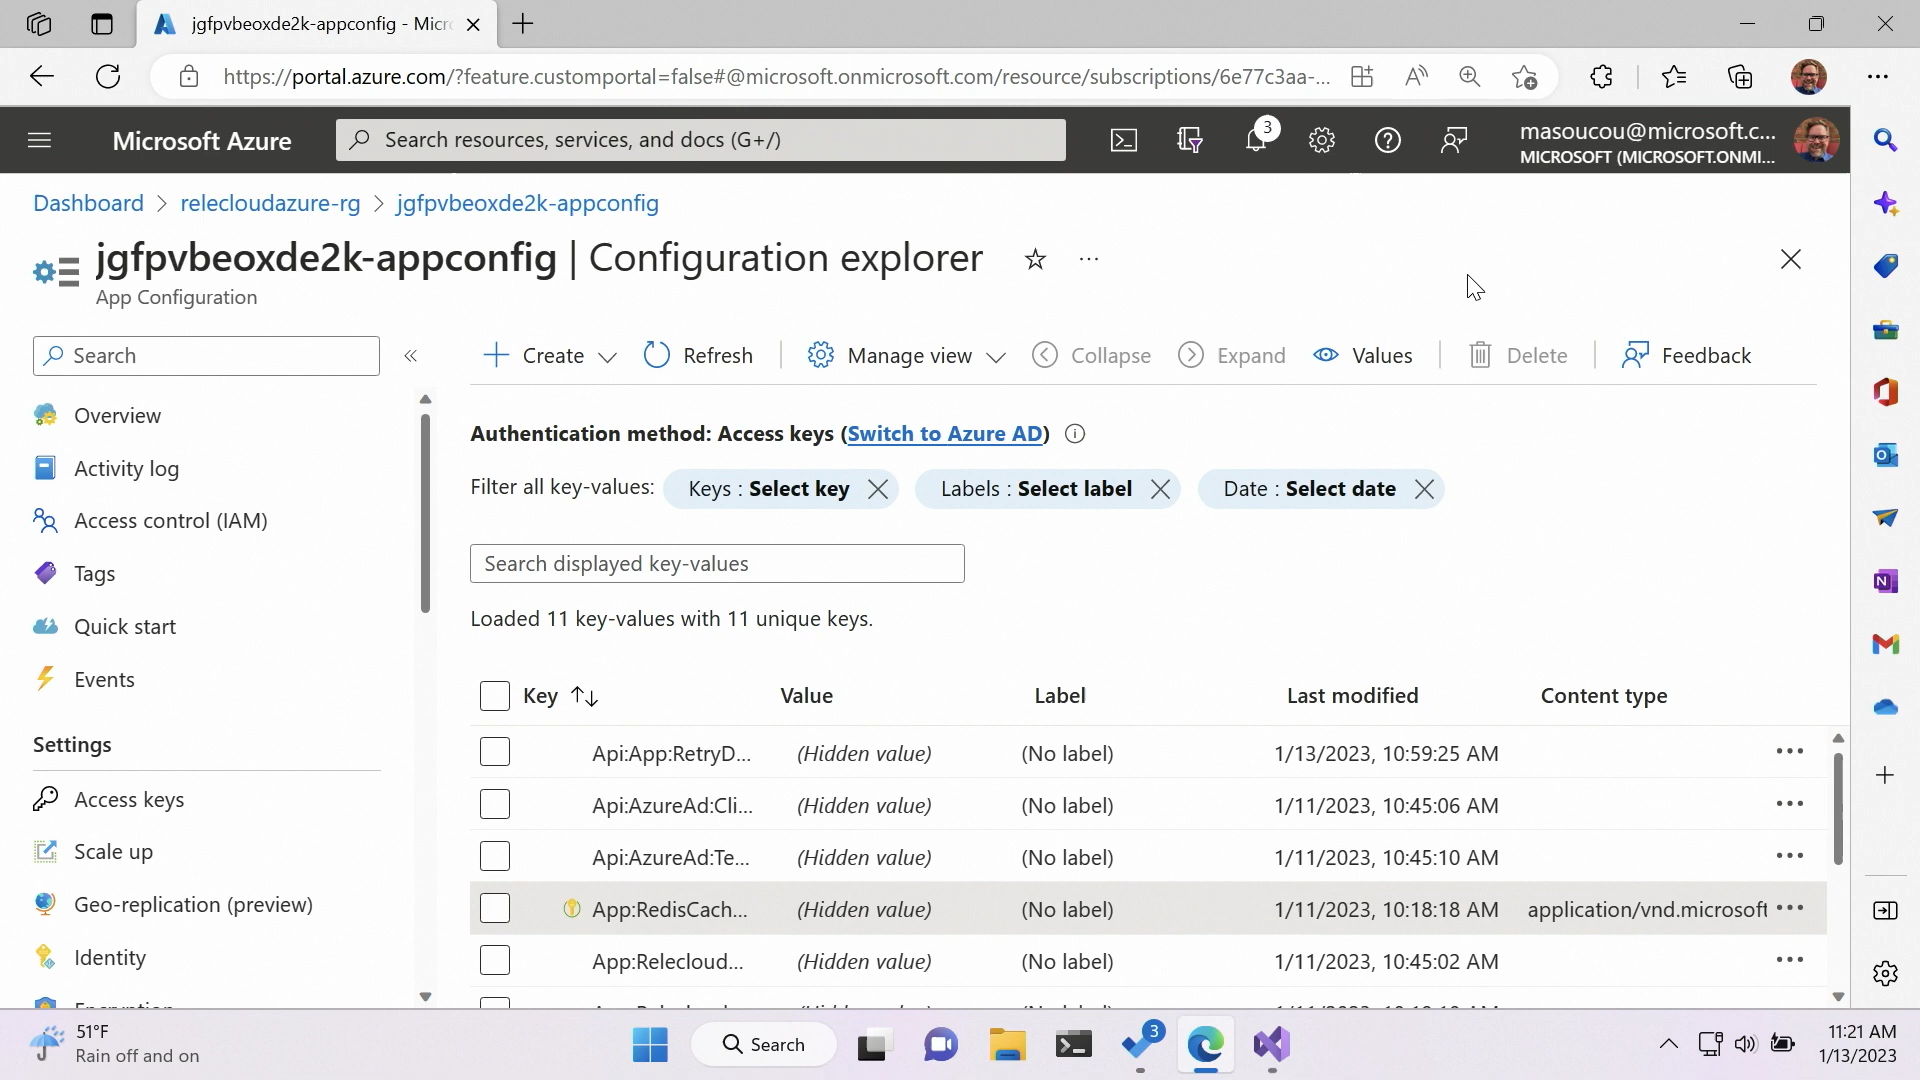 jgfpvbeoxde2k-appconfig - Micr
https://portal.azure.com/?feature.customportal=false#@microsoft.onmicrosoft.com/resource/subscriptions/6e77c3aa-...
Microsoft Azure
Search resources, services, and docs (G+/)
3
masoucou@microsoft.c...
MICROSOFT (MICROSOFT.ONMI...
Dashboard > relecloudazure-rg > jgfpvbeoxde2k-appconfig
jgfpvbeoxde2k-appconfig | Configuration explorer
App Configuration
Search
Create
Refresh
Manage view
Collapse
Expand
Values
Delete
Feedback
Overview
Activity log
Access control (IAM)
Tags
Quick start
Events
Settings
Access keys
Scale up
Geo-replication (preview)
Identity
Authentication method: Access keys (Switch to Azure AD)
Filter all key-values: Keys : Select key Labels : Select label Date : Select date
Search displayed key-values
Loaded 11 key-values with 11 unique keys.
Key Value Label Last modified Content type
Api:App:RetryD... (Hidden value) (No label) 1/13/2023, 10:59:25 AM
Api:AzureAd:Cli... (Hidden value) (No label) 1/11/2023, 10:45:06 AM
Api:AzureAd:Te... (Hidden value) (No label) 1/11/2023, 10:45:10 AM
App:RedisCach... (Hidden value) (No label) 1/11/2023, 10:18:18 AM application/vnd.microsoft
App:Relecloud... (Hidden value) (No label) 1/11/2023, 10:45:02 AM
51°F
Rain off and on
Search
3
11:21 AM
1/13/2023